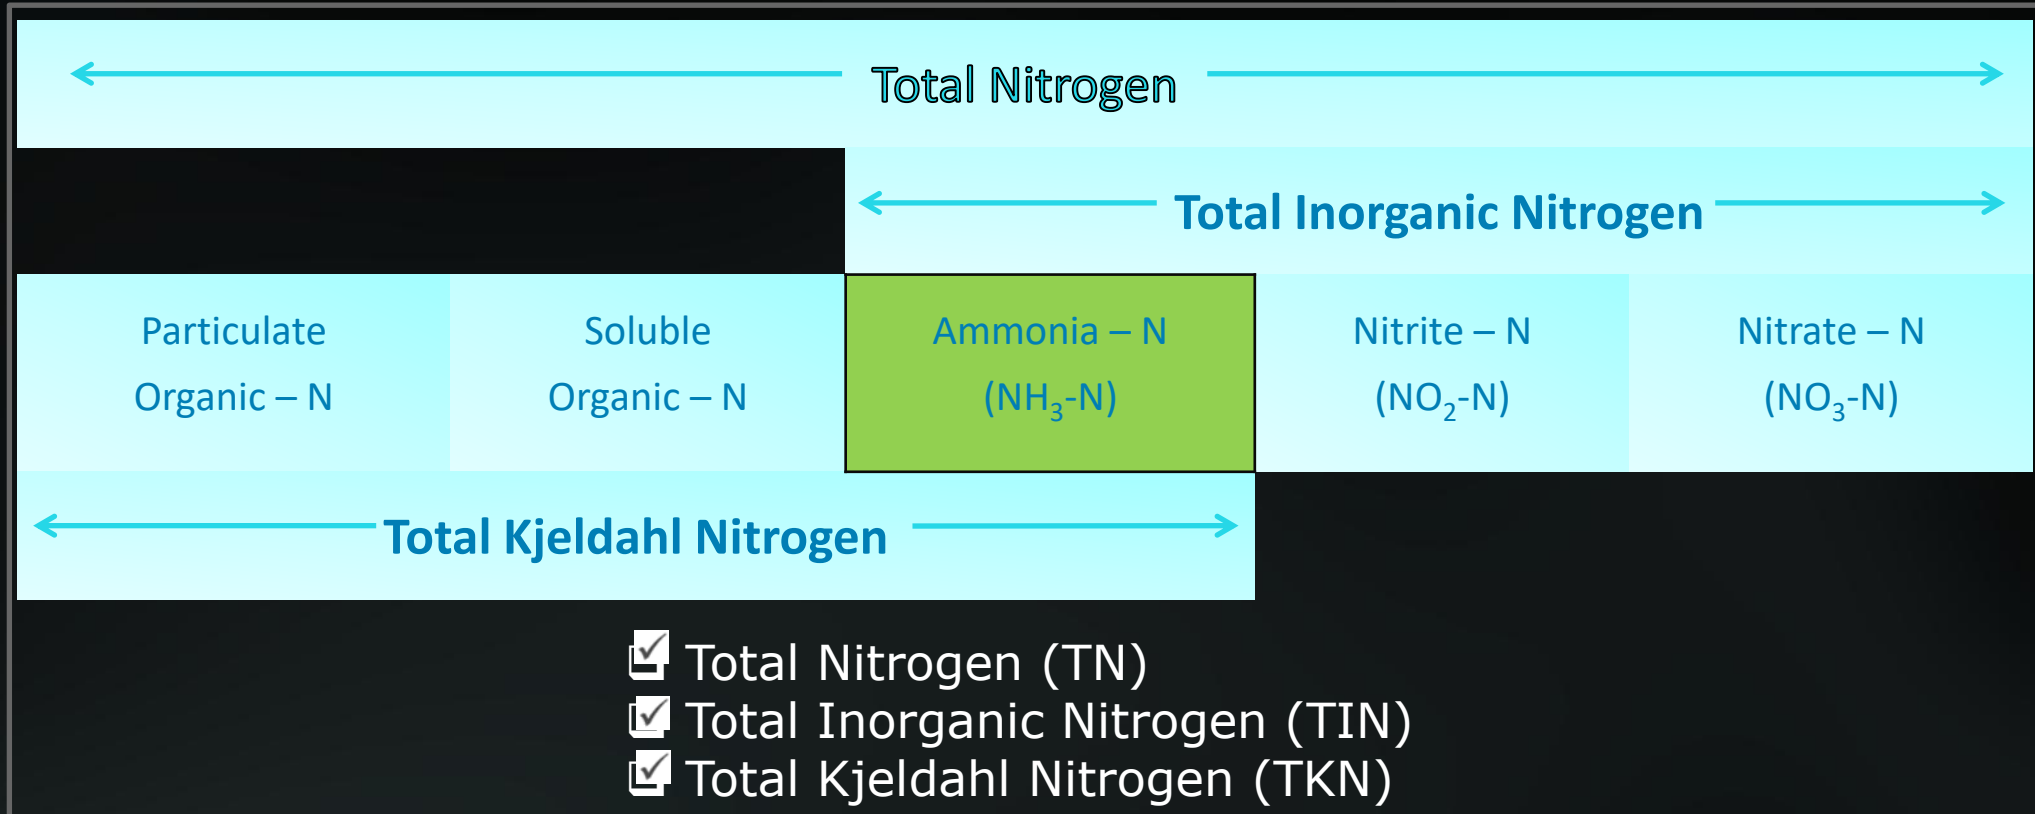 Total Nitrogen
Total Inorganic Nitrogen
Particulate
Organic – N
Soluble
Organic – N
Ammonia – N
(NH₃-N)
Nitrite – N
(NO₂-N)
Nitrate – N
(NO₃-N)
Total Kjeldahl Nitrogen
Total Nitrogen (TN)
Total Inorganic Nitrogen (TIN)
Total Kjeldahl Nitrogen (TKN)